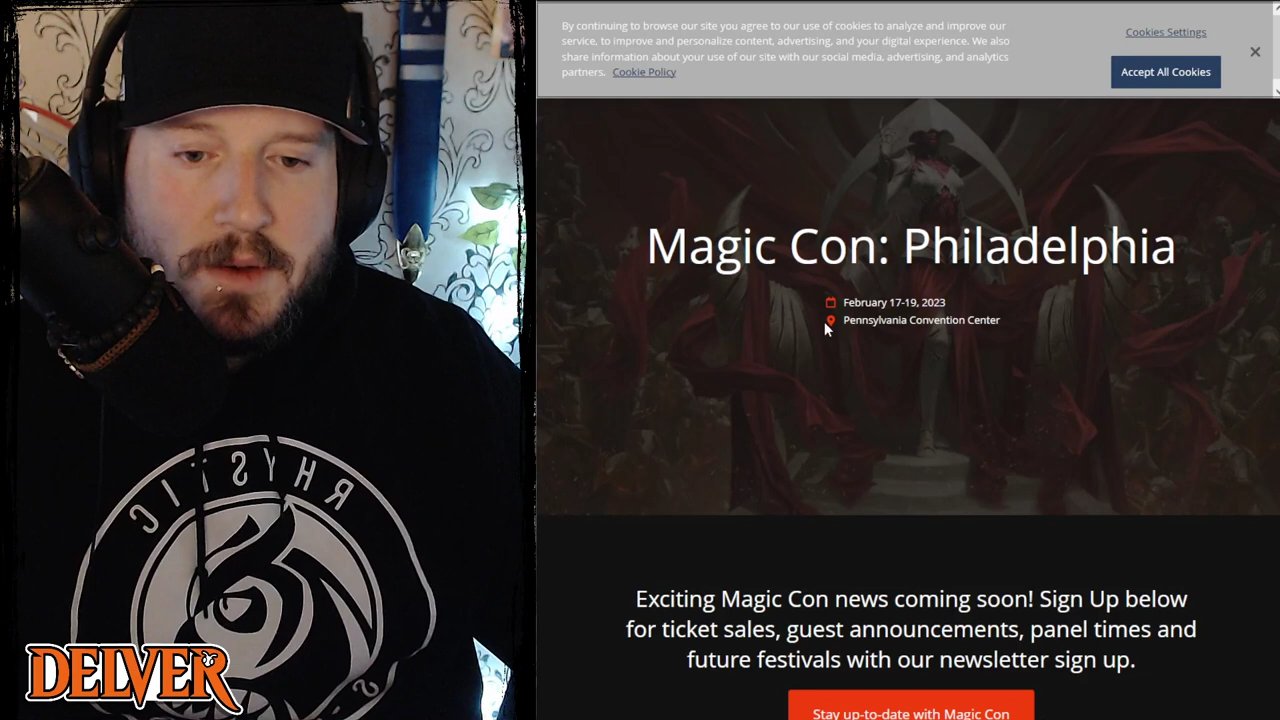 By continuing to browse our site you agree to our use of cookies to analyze and improve our
service, to improve and personalize content, advertising, and your digital experience. We also
share information about your use of our site with our social media, advertising, and analytics
partners. Cookie Policy
Cookies Settings
Accept All Cookies
Magic Con: Philadelphia
February 17-19, 2023
Pennsylvania Convention Center
Exciting Magic Con news coming soon! Sign Up below
for ticket sales, guest announcements, panel times and
future festivals with our newsletter sign up.
Stay up-to-date with Magic Con
RHYSTIC
DELVER